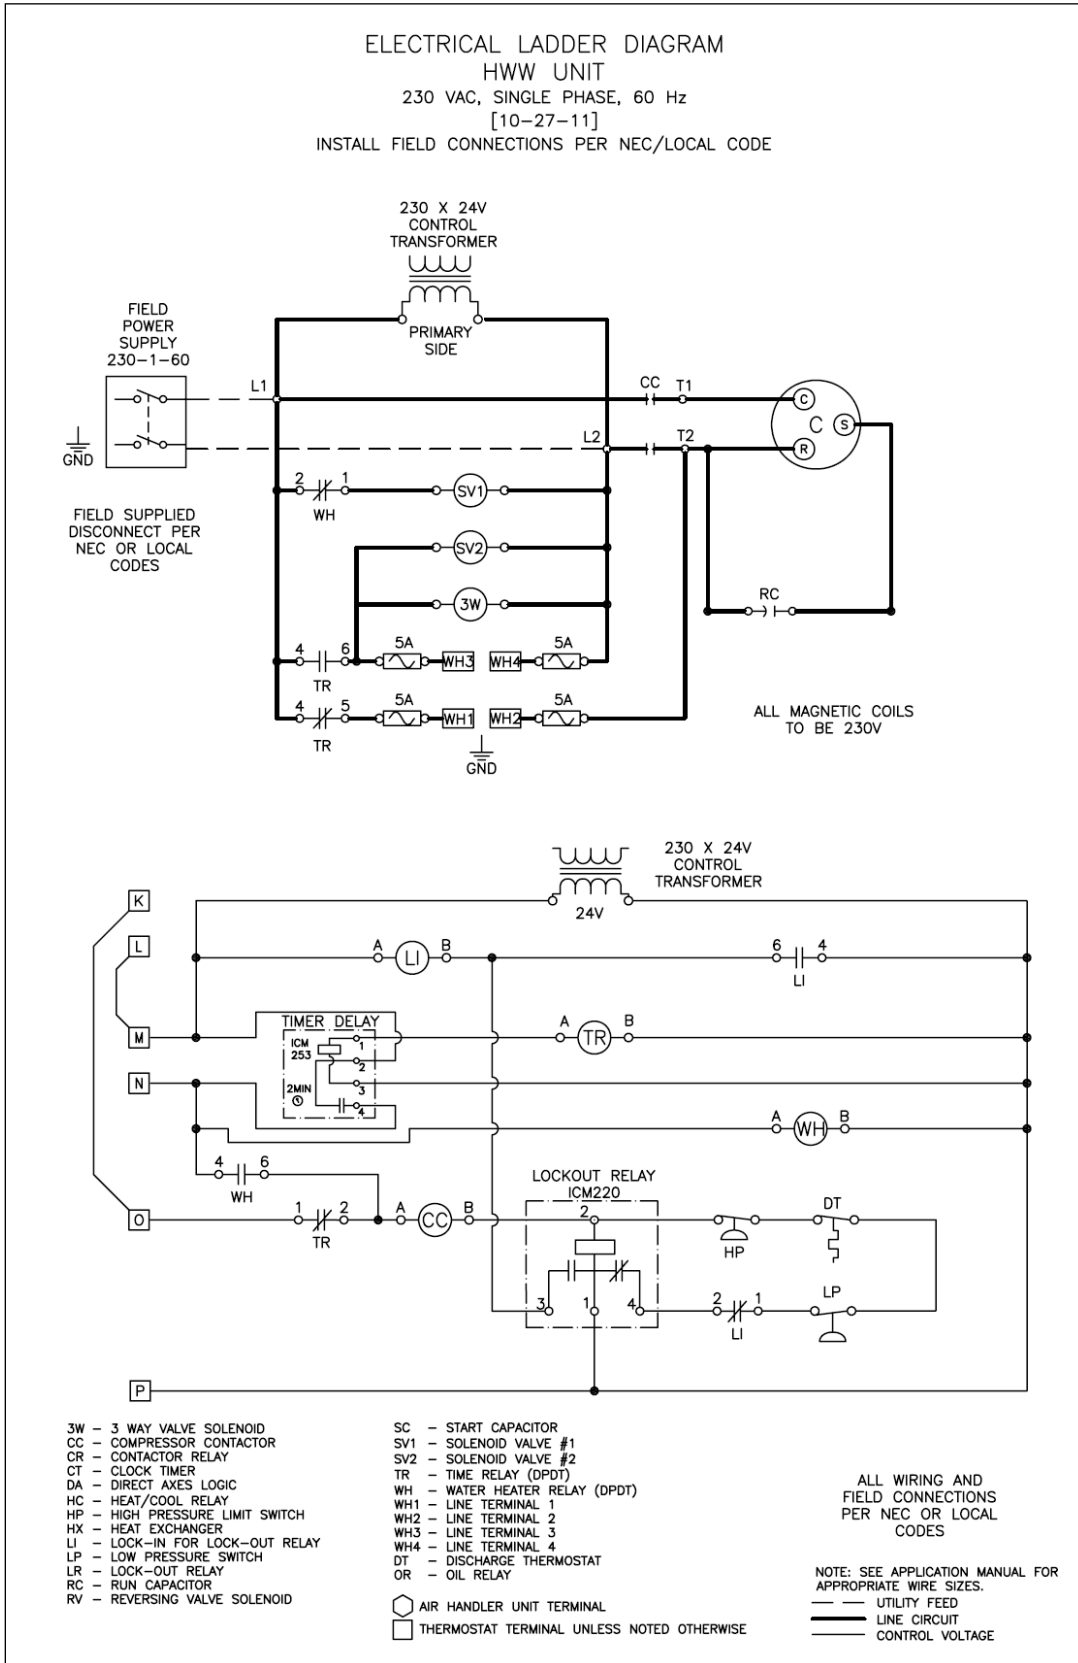 ELECTRICAL LADDER DIAGRAM
HWW UNIT
230 VAC, SINGLE PHASE, 60 Hz
[10-27-11]
INSTALL FIELD CONNECTIONS PER NEC/LOCAL CODE
230 X 24V
CONTROL
TRANSFORMER
PRIMARY
SIDE
FIELD
POWER
SUPPLY
230-1-60
GND
L1
CC T1
C
C
S
R
L2
T2
FIELD SUPPLIED
DISCONNECT PER
NEC OR LOCAL
CODES
2 1
WH
SV1
SV2
3W
RC
4 6
TR
5A
WH3
WH4
5A
4 5
TR
5A
WH1
WH2
5A
GND
ALL MAGNETIC COILS
TO BE 230V
230 X 24V
CONTROL
TRANSFORMER
24V
K
L
A LI B
6 4
LI
M
TIMER DELAY
ICM
253
1
2
3
2MIN
4
A TR B
N
A WH B
4 6
WH
O
1 2
TR
A CC B
LOCKOUT RELAY
ICM220
2
3 1 4
HP
DT
2 1
LI
LP
P
3W - 3 WAY VALVE SOLENOID
CC - COMPRESSOR CONTACTOR
CR - CONTACTOR RELAY
CT - CLOCK TIMER
DA - DIRECT AXES LOGIC
HC - HEAT/COOL RELAY
HP - HIGH PRESSURE LIMIT SWITCH
HX - HEAT EXCHANGER
LI - LOCK-IN FOR LOCK-OUT RELAY
LP - LOW PRESSURE SWITCH
LR - LOCK-OUT RELAY
RC - RUN CAPACITOR
RV - REVERSING VALVE SOLENOID
SC - START CAPACITOR
SV1 - SOLENOID VALVE #1
SV2 - SOLENOID VALVE #2
TR - TIME RELAY (DPDT)
WH - WATER HEATER RELAY (DPDT)
WH1 - LINE TERMINAL 1
WH2 - LINE TERMINAL 2
WH3 - LINE TERMINAL 3
WH4 - LINE TERMINAL 4
DT - DISCHARGE THERMOSTAT
OR - OIL RELAY
AIR HANDLER UNIT TERMINAL
THERMOSTAT TERMINAL UNLESS NOTED OTHERWISE
ALL WIRING AND
FIELD CONNECTIONS
PER NEC OR LOCAL
CODES
NOTE: SEE APPLICATION MANUAL FOR
APPROPRIATE WIRE SIZES.
UTILITY FEED
LINE CIRCUIT
CONTROL VOLTAGE